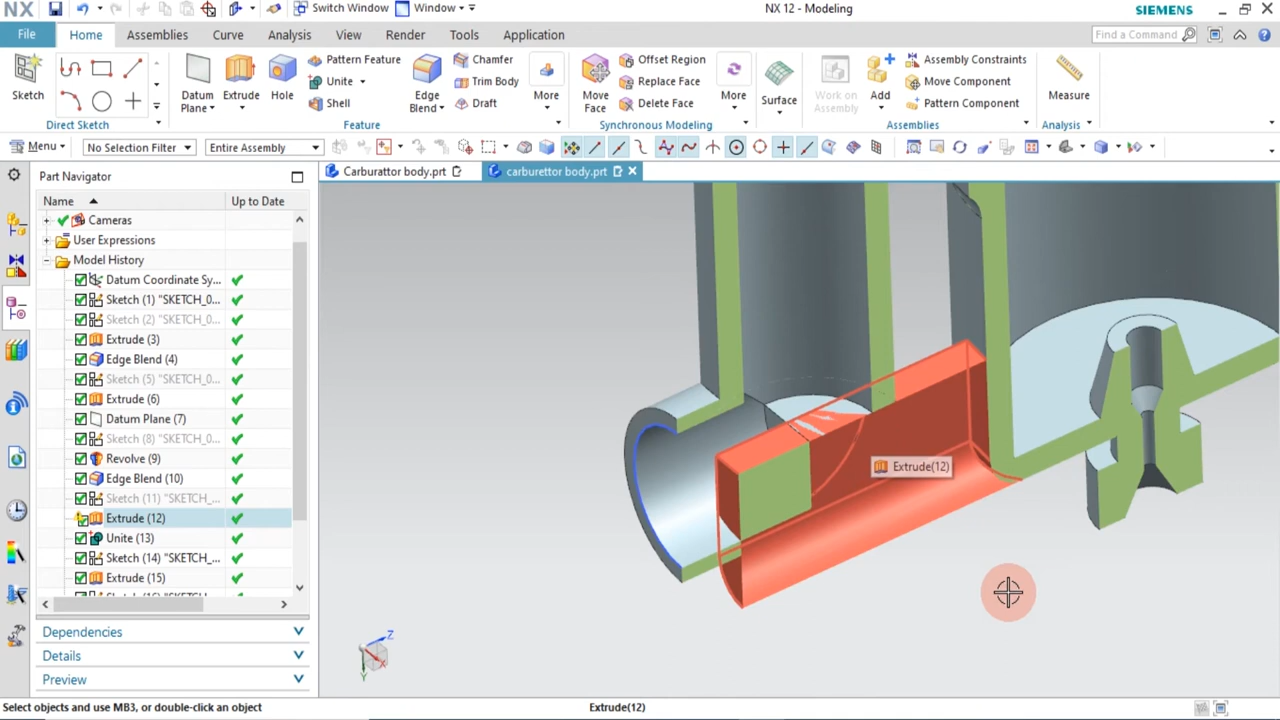 NX
Switch Window
Window
NX 12 - Modeling
SIEMENS
File
Home
Assemblies
Curve
Analysis
View
Render
Tools
Application
Find a Command
Sketch
Direct Sketch
Datum Plane
Extrude
Hole
Pattern Feature
Unite
Shell
Edge Blend
Chamfer
Trim Body
Draft
More
Feature
Move Face
Offset Region
Replace Face
Delete Face
More
Synchronous Modeling
Surface
Work on Assembly
Add
Assembly Constraints
Move Component
Pattern Component
Assemblies
Measure
Analysis
Menu
No Selection Filter
Entire Assembly
Part Navigator
Carburattor body.prt
carburettor body.prt
Name
Up to Date
Cameras
User Expressions
Model History
Datum Coordinate Sy...
Sketch (1) "SKETCH_0...
Sketch (2) "SKETCH_0...
Extrude (3)
Edge Blend (4)
Sketch (5) "SKETCH_0...
Extrude (6)
Datum Plane (7)
Sketch (8) "SKETCH_0...
Revolve (9)
Edge Blend (10)
Sketch (11) "SKETCH_...
Extrude (12)
Unite (13)
Sketch (14) "SKETCH_...
Extrude (15)
Dependencies
Details
Preview
Extrude(12)
Z
X
Y
Select objects and use MB3, or double-click an object
Extrude(12)